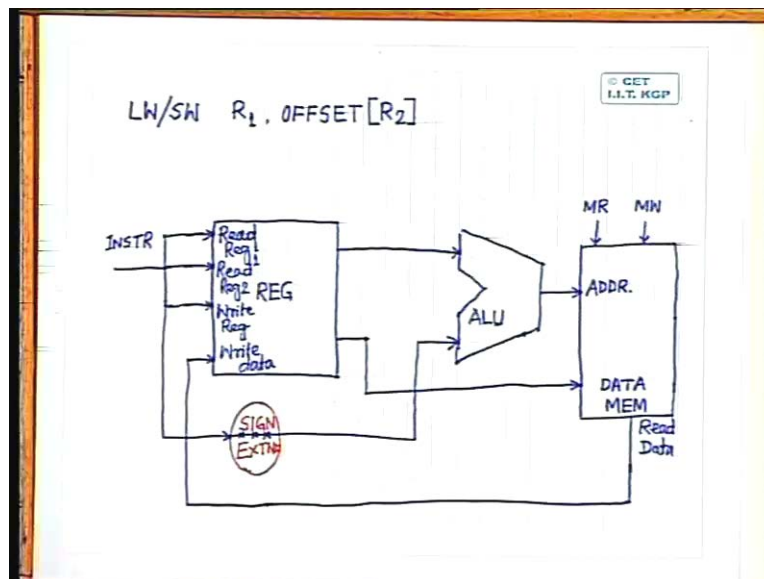 © CET
I.I.T. KGP
LW/SW R1, OFFSET[R2]
MR MW
INSTR
Read
Reg1
Read
Reg2
REG
Write
Reg
Write
data
ALU
ADDR.
DATA
MEM
Read
Data
SIGN
EXTN